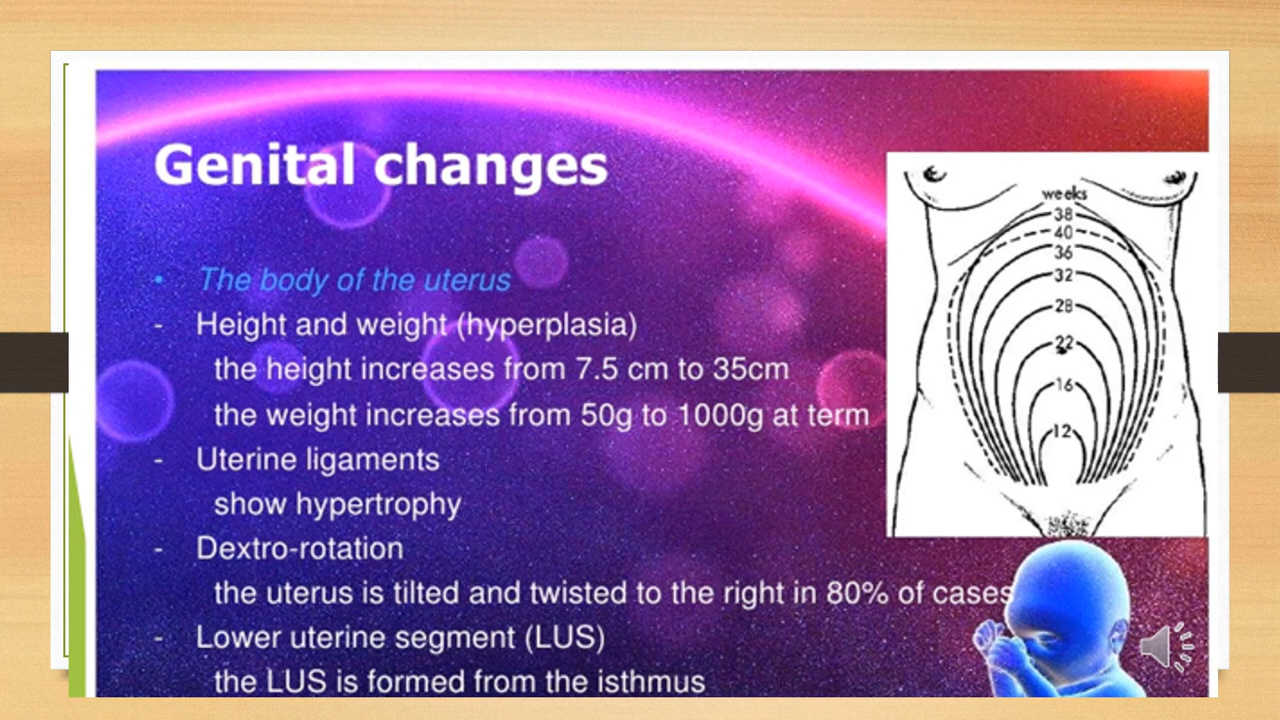 Genital changes
• The body of the uterus
- Height and weight (hyperplasia)
the height increases from 7.5 cm to 35cm
the weight increases from 50g to 1000g at term
- Uterine ligaments
show hypertrophy
- Dextro-rotation
the uterus is tilted and twisted to the right in 80% of cases
- Lower uterine segment (LUS)
the LUS is formed from the isthmus
weeks
38
40
36
32
28
22
16
12